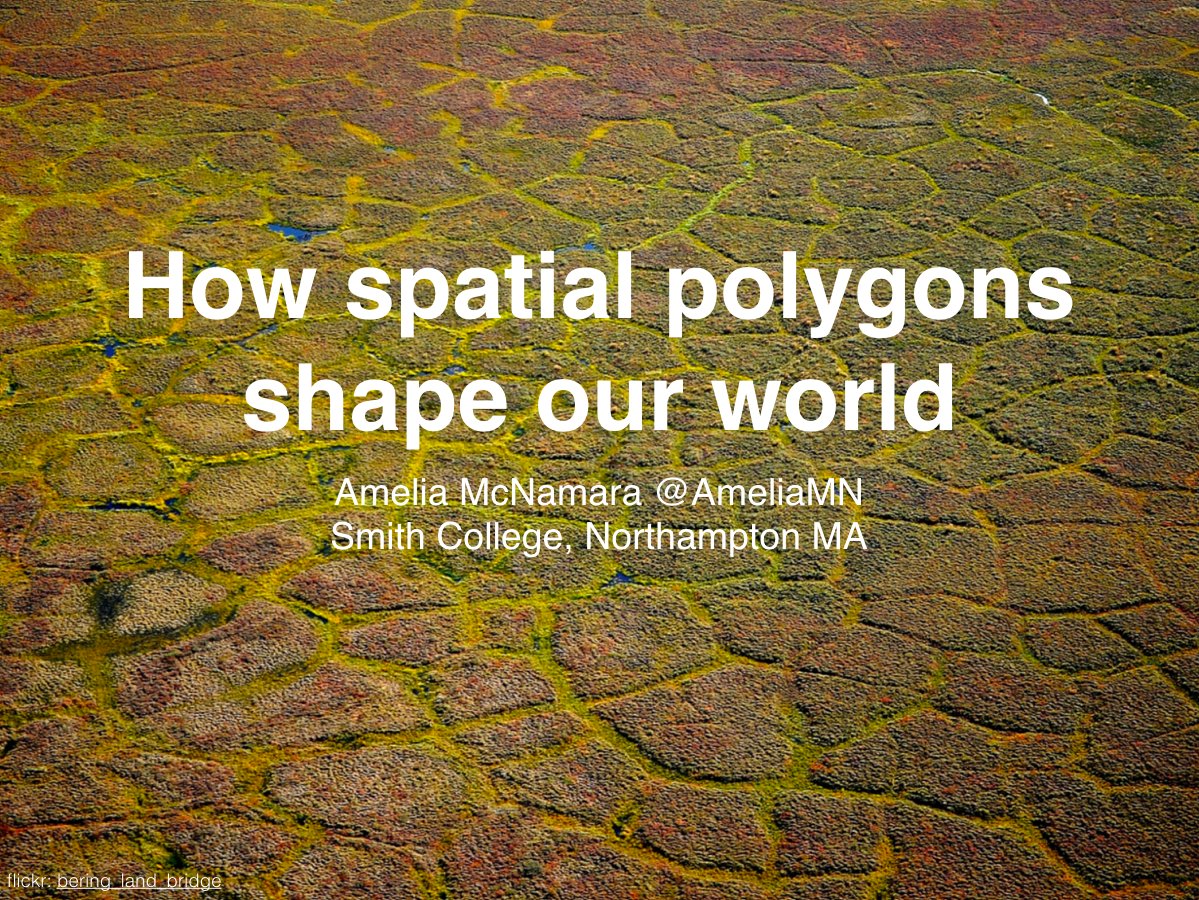 How spatial polygons
shape our world
Amelia McNamara @AmeliaMN
Smith College, Northampton MA
flickr: bering_land_bridge